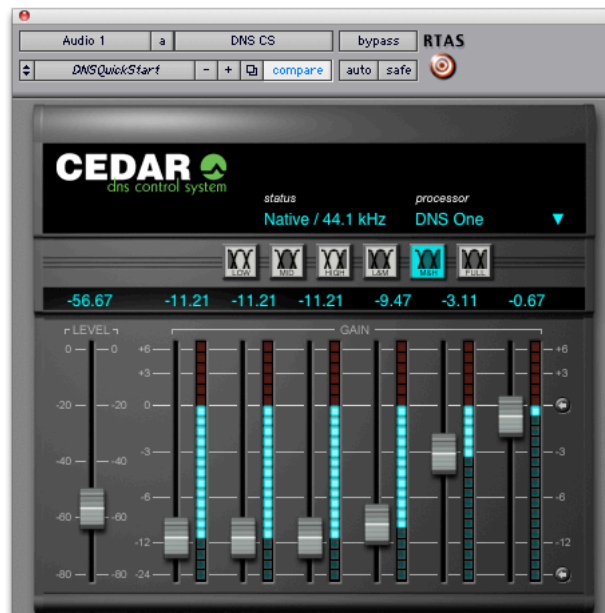 Audio 1 a DNS CS bypass RTAS
DNSQuickStart - + compare auto safe
CEDAR
dns control system
status processor
Native / 44.1 kHz DNS One
LOW MID HIGH L&M M&H FULL
-56.67 -11.21 -11.21 -11.21 -9.47 -3.11 -0.67
LEVEL GAIN
0 0 +6 +6
+3 +3
-20 -20 0
-40 -40 -3 -3
-60 -60 -6 -6
-12 -12
-80 -80 -24